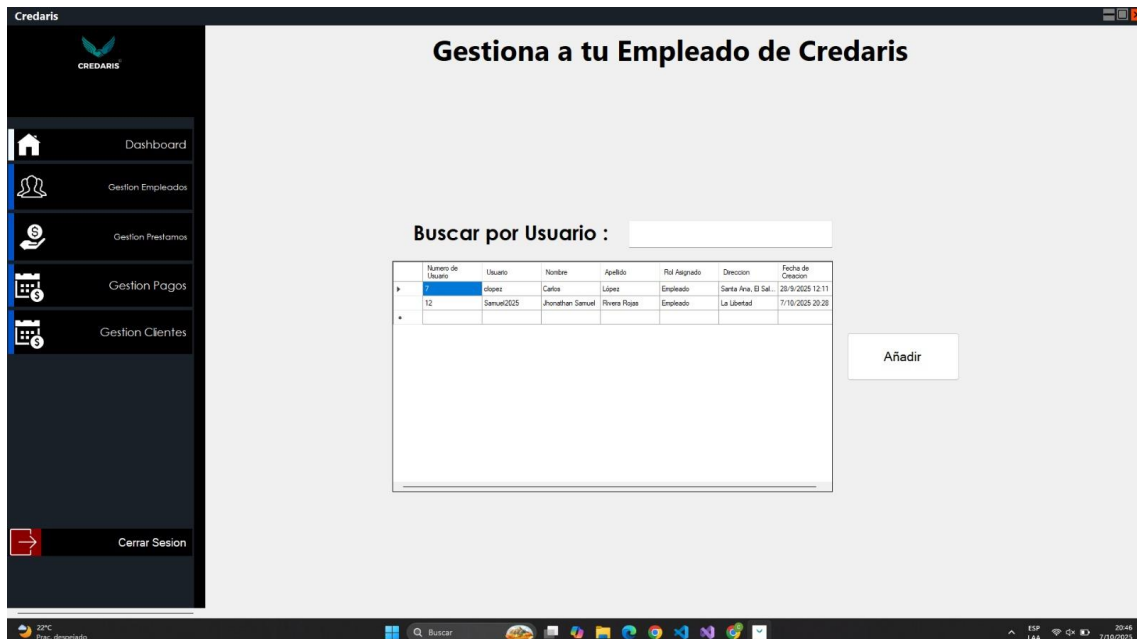 Credaris
CREDARIS
Gestiona a tu Empleado de Credaris
Dashboard
Gestion Empleados
Gestion Prestamos
Gestion Pagos
Gestion Clientes
Cerrar Sesion
Buscar por Usuario :
Numero de Usuario Usuario Nombre Apellido Rol Asignado Direccion Fecha de Creacion
7 clopez Carlos López Empleado Santa Ana, El Sal... 28/9/2025 12:11
12 Samuel2025 Jhonathan Samuel Rivera Rojas Empleado La Libertad 7/10/2025 20:28
Añadir
22°C
Prac. despejado
Buscar
ESP
LAA
20:46
7/10/2025